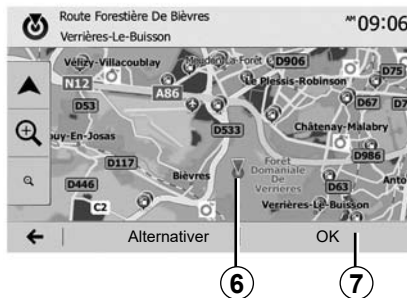 Route Forestière De Bièvres
Verrières-Le-Buisson
AM 09:06
Vélizy-Villacoublay
Meudon-La-Forêt
D906
Le Plessis-Robinson
D75
N12
A86
D53
D67
D7
D533
Châtenay-Malabry
ouy-En-Josas
D117
D986
Forêt
Domaniale
De
Verrières
Bièvres
D446
D63
Anto
C2
Verrières-Le-Buisson
Alternativer
OK
6
7